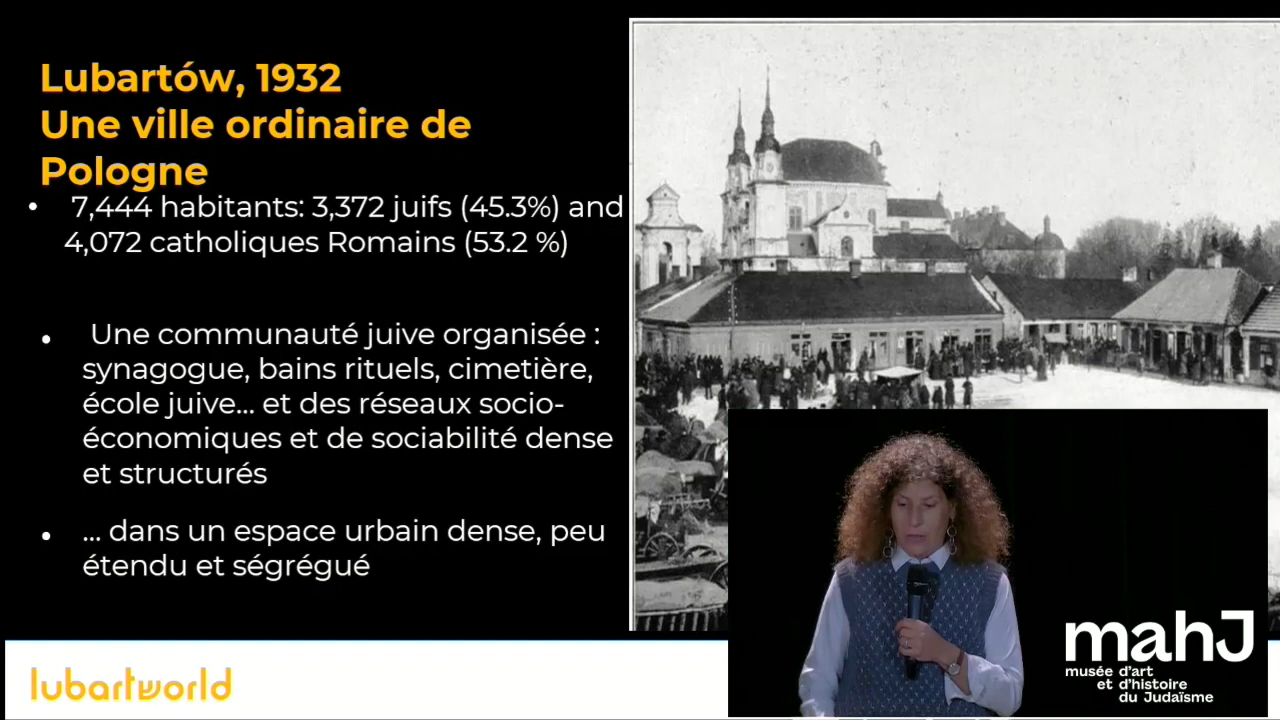 Lubartów, 1932
Une ville ordinaire de
Pologne
• 7,444 habitants: 3,372 juifs (45.3%) and
4,072 catholiques Romains (53.2 %)
• Une communauté juive organisée :
synagogue, bains rituels, cimetière,
école juive... et des réseaux socio-
économiques et de sociabilité dense
et structurés
• ... dans un espace urbain dense, peu
étendu et ségrégué
lubartworld
mahJ
musée d'art
et d'histoire
du Judaïsme